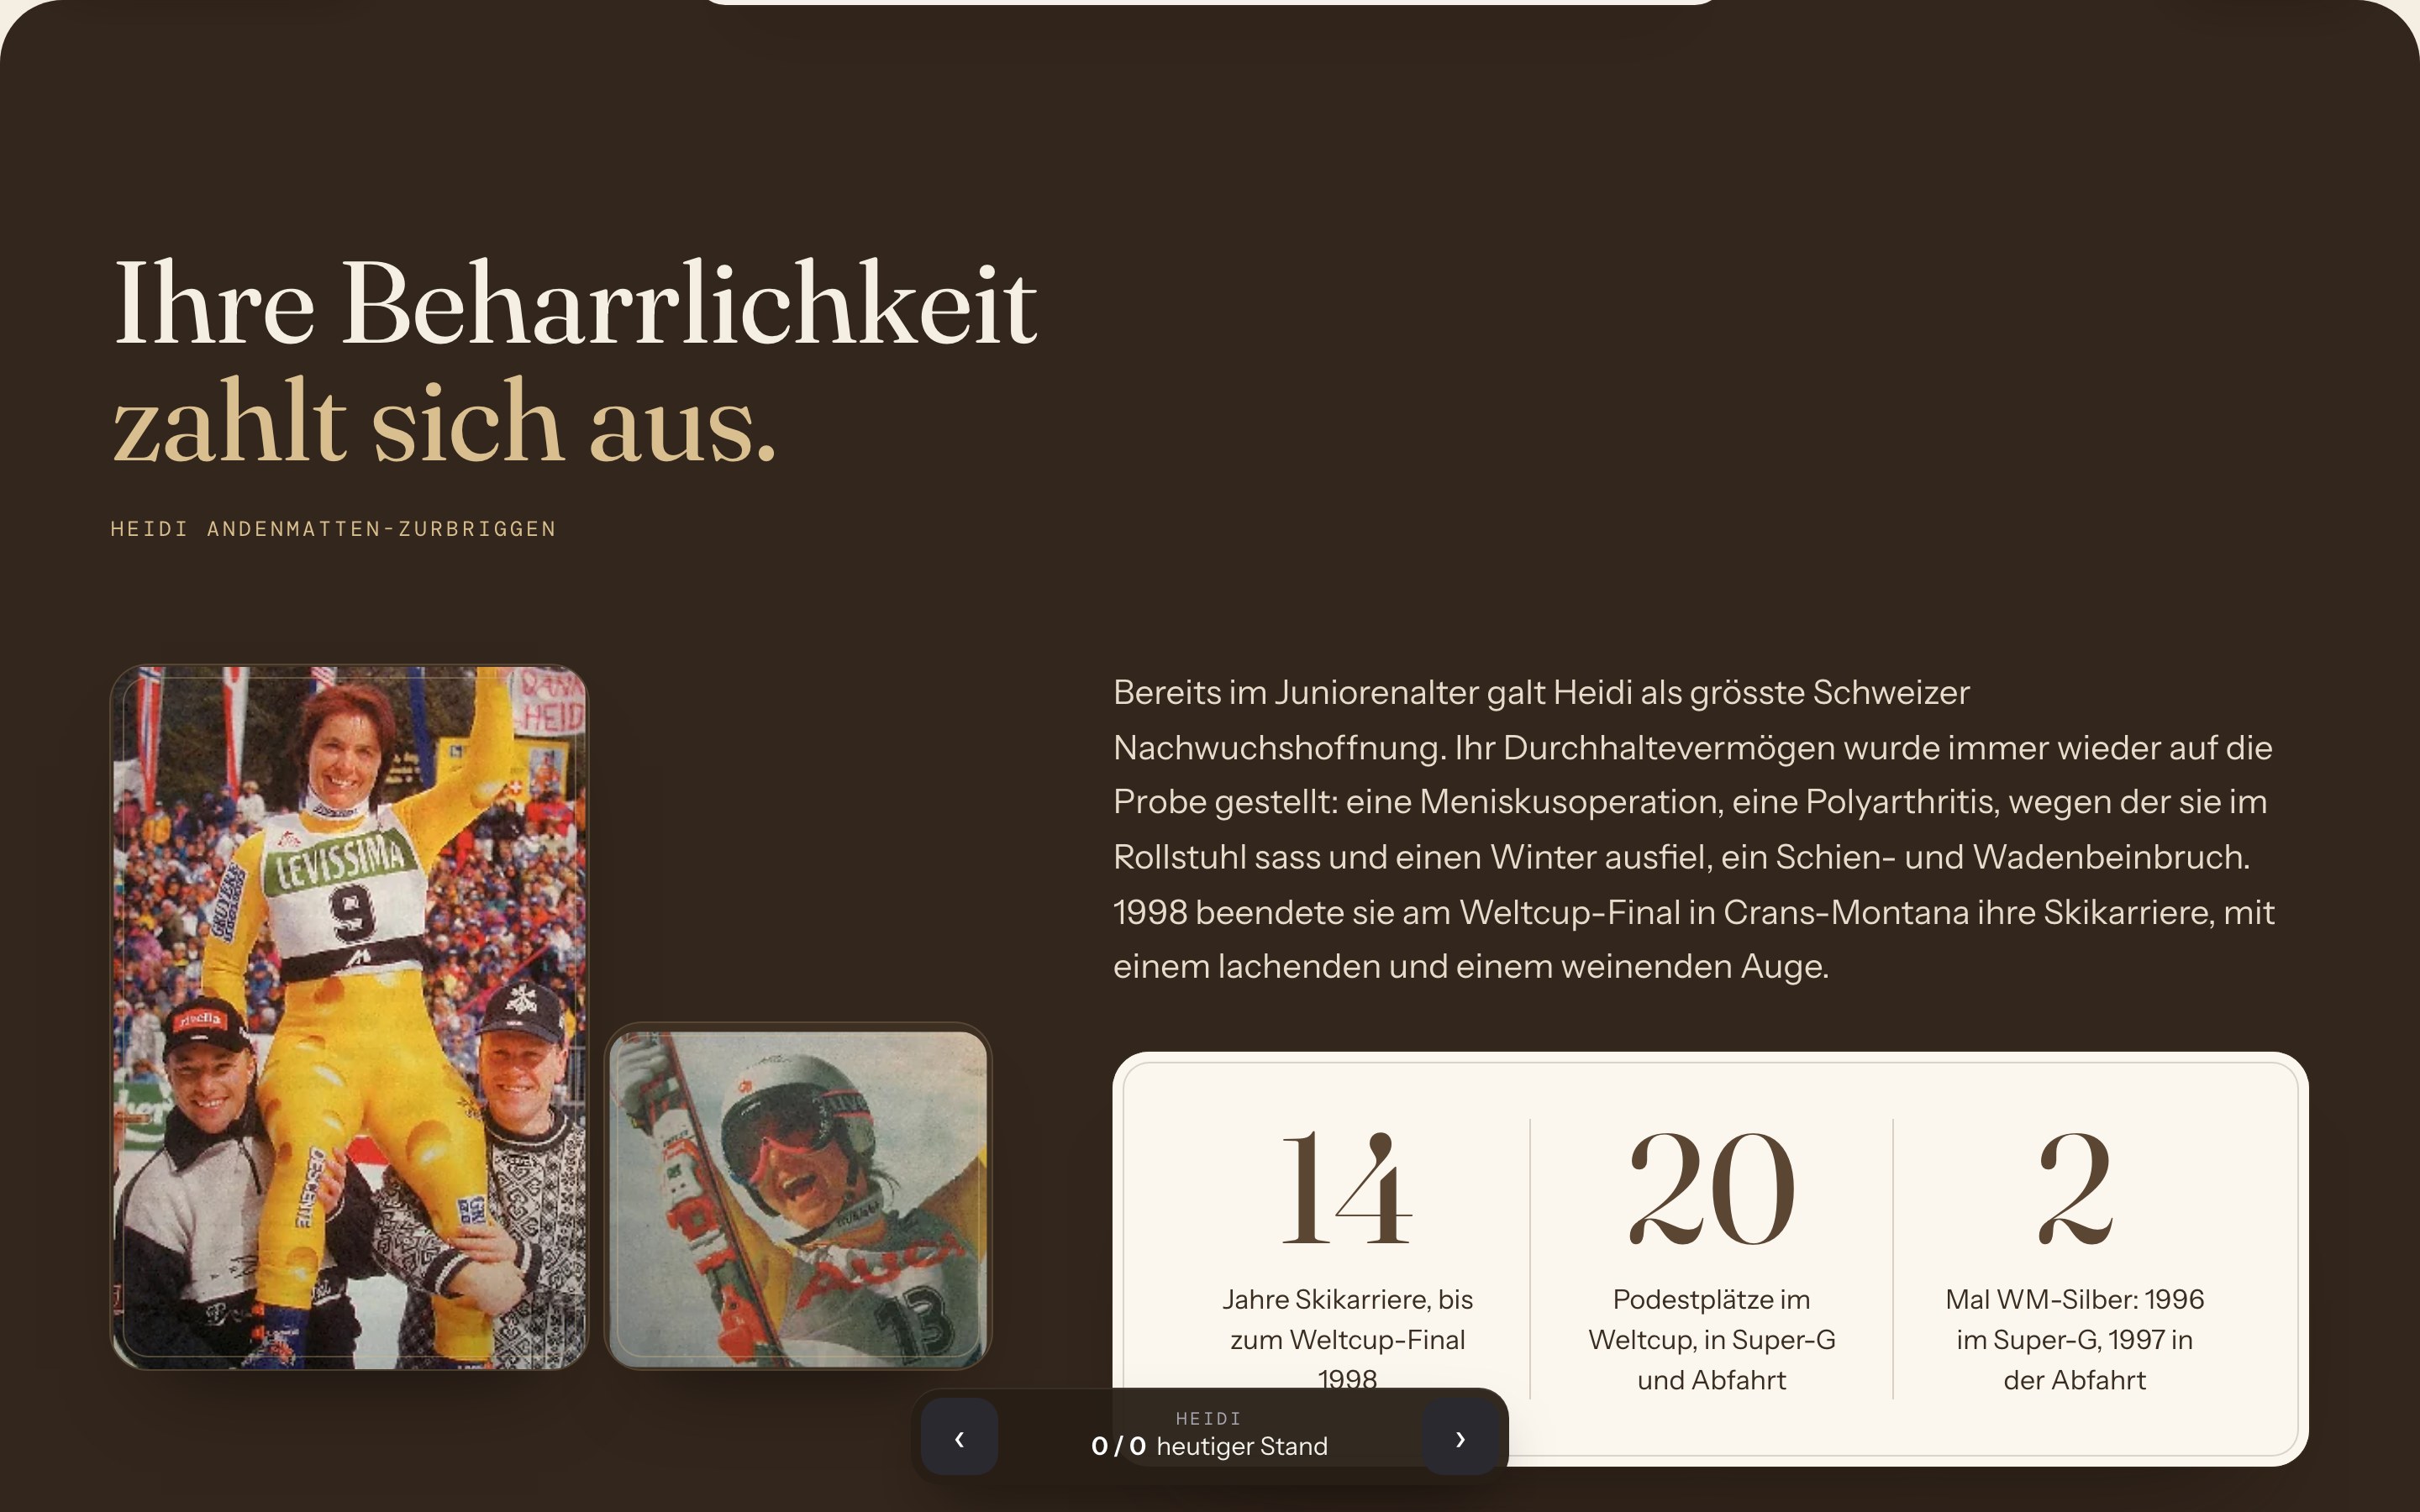 Ihre Beharrlichkeit
zahlt sich aus.
HEIDI ANDENMATTEN-ZURBRIGGEN
LEVISSIMA
9
GRUYERE
rivella
DESCENTE
HEID
13
Bereits im Juniorenalter galt Heidi als grösste Schweizer
Nachwuchshoffnung. Ihr Durchhaltevermögen wurde immer wieder auf die
Probe gestellt: eine Meniskusoperation, eine Polyarthritis, wegen der sie im
Rollstuhl sass und einen Winter ausfiel, ein Schien- und Wadenbeinbruch.
1998 beendete sie am Weltcup-Final in Crans-Montana ihre Skikarriere, mit
einem lachenden und einem weinenden Auge.
14
Jahre Skikarriere, bis
zum Weltcup-Final
1998
20
Podestplätze im
Weltcup, in Super-G
und Abfahrt
2
Mal WM-Silber: 1996
im Super-G, 1997 in
der Abfahrt
‹
HEIDI
0 / 0 heutiger Stand
›